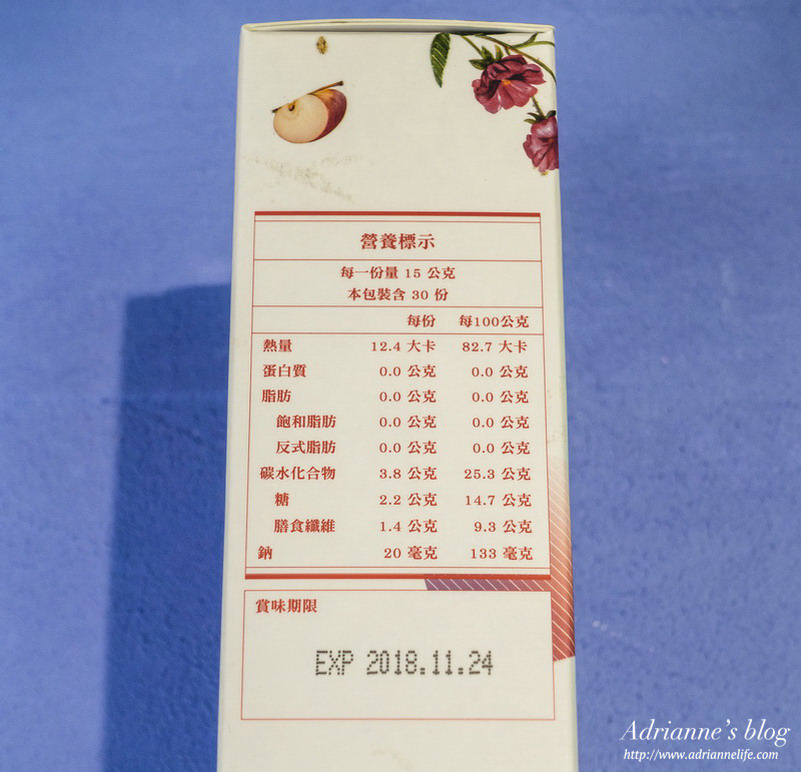 營養標示
每一份量 15 公克
本包裝含 30 份
每份 每100公克
熱量 12.4 大卡 82.7 大卡
蛋白質 0.0 公克 0.0 公克
脂肪 0.0 公克 0.0 公克
飽和脂肪 0.0 公克 0.0 公克
反式脂肪 0.0 公克 0.0 公克
碳水化合物 3.8 公克 25.3 公克
糖 2.2 公克 14.7 公克
膳食纖維 1.4 公克 9.3 公克
鈉 20 毫克 133 毫克
賞味期限
EXP 2018.11.24
Adrianne's blog
http://www.adriannelife.com/